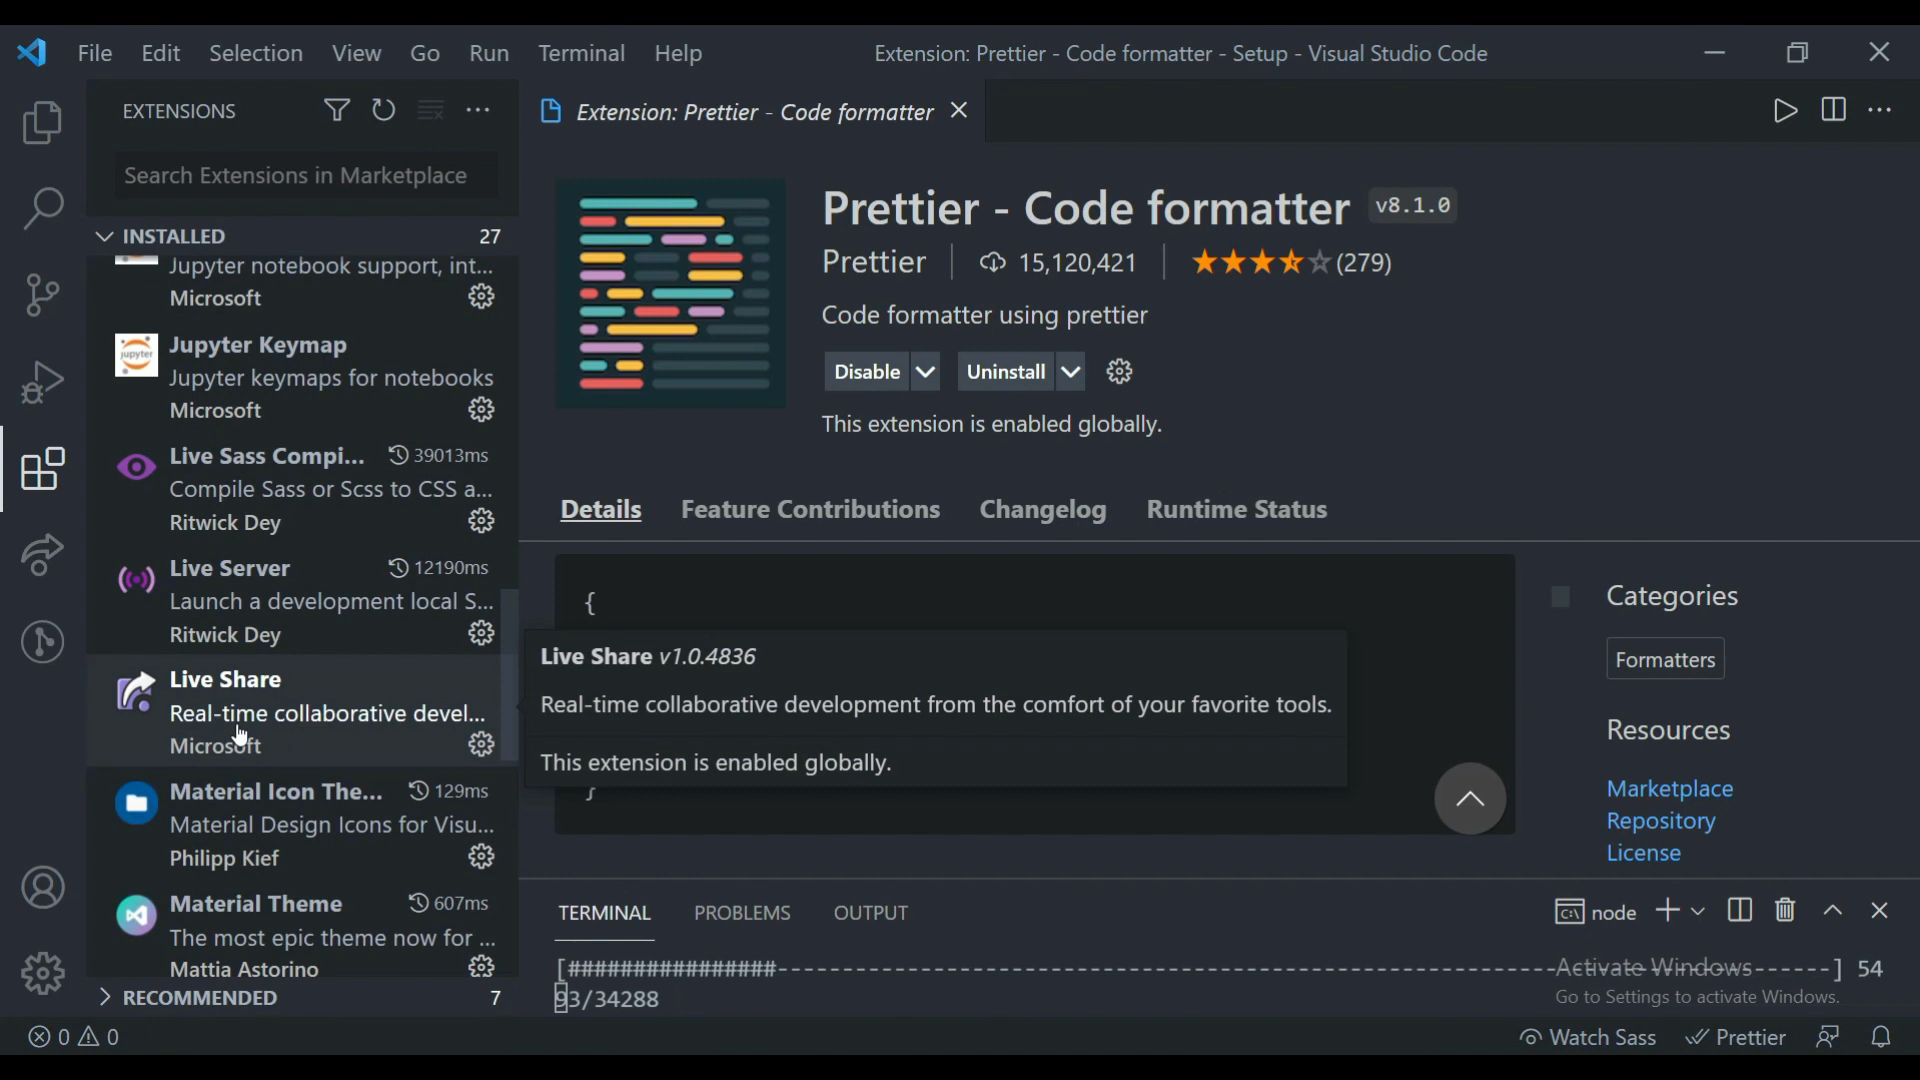 File Edit Selection View Go Run Terminal Help
Extension: Prettier - Code formatter - Setup - Visual Studio Code
EXTENSIONS
Search Extensions in Marketplace
INSTALLED 27
Jupyter notebook support, int...
Microsoft
jupyter
Jupyter Keymap
Jupyter keymaps for notebooks
Microsoft
Live Sass Compi... 39013ms
Compile Sass or Scss to CSS a...
Ritwick Dey
Live Server 12190ms
Launch a development local S...
Ritwick Dey
Live Share
Real-time collaborative devel...
Microsoft
Material Icon The... 129ms
Material Design Icons for Visu...
Philipp Kief
Material Theme 607ms
The most epic theme now for ...
Mattia Astorino
RECOMMENDED 7
Extension: Prettier - Code formatter
Prettier - Code formatter v8.1.0
Prettier 15,120,421 (279)
Code formatter using prettier
Disable Uninstall
This extension is enabled globally.
Details Feature Contributions Changelog Runtime Status
{
Live Share v1.0.4836
Real-time collaborative development from the comfort of your favorite tools.
This extension is enabled globally.
}
Categories
Formatters
Resources
Marketplace
Repository
License
TERMINAL PROBLEMS OUTPUT
node
[################-----------------------------------------------------------------------------------] 54
93/34288
Activate Windows
Go to Settings to activate Windows.
0 0
Watch Sass Prettier